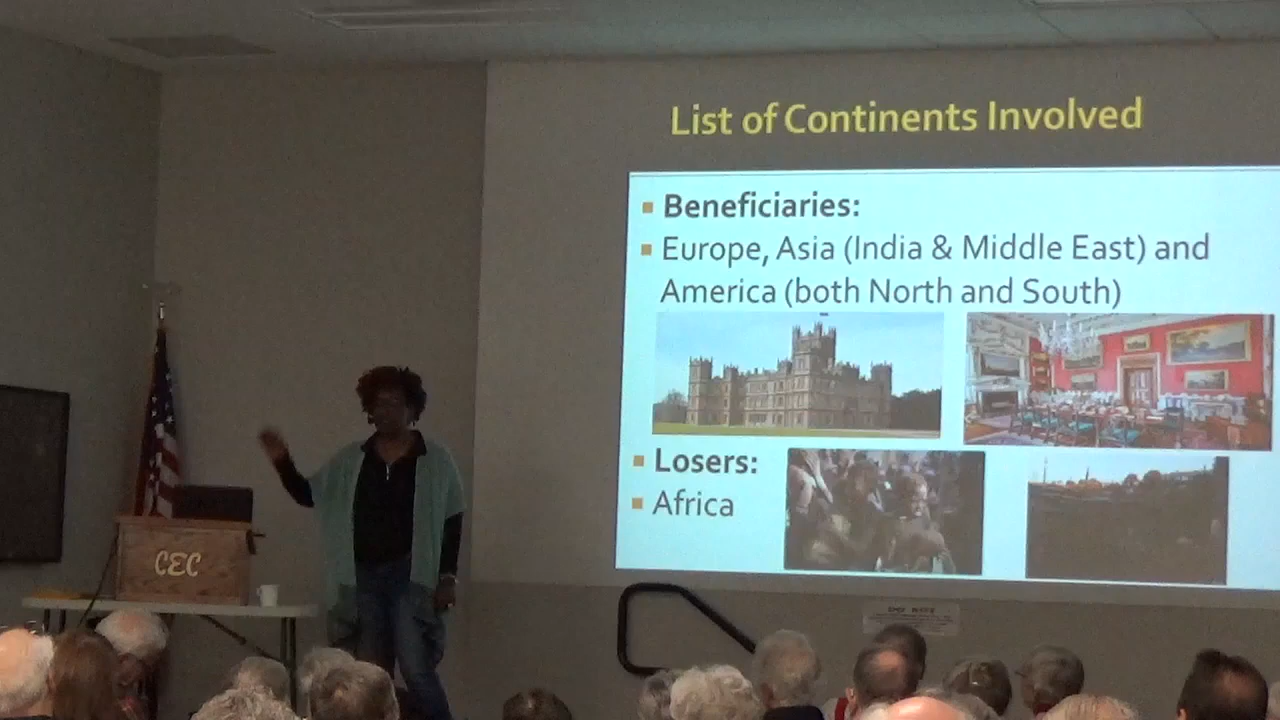 List of Continents Involved
Beneficiaries:
Europe, Asia (India & Middle East) and
America (both North and South)
Losers:
Africa
CEC